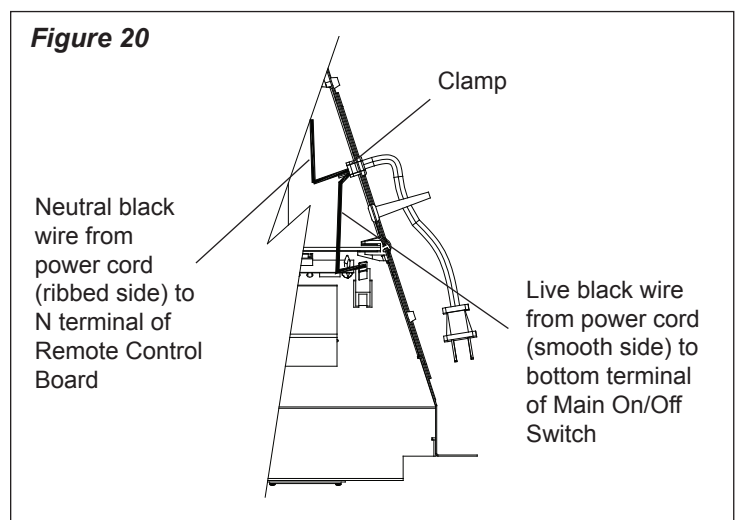 Figure 20
Clamp
Neutral black
wire from
power cord
(ribbed side) to
N terminal of
Remote Control
Board
Live black wire
from power cord
(smooth side) to
bottom terminal
of Main On/Off
Switch